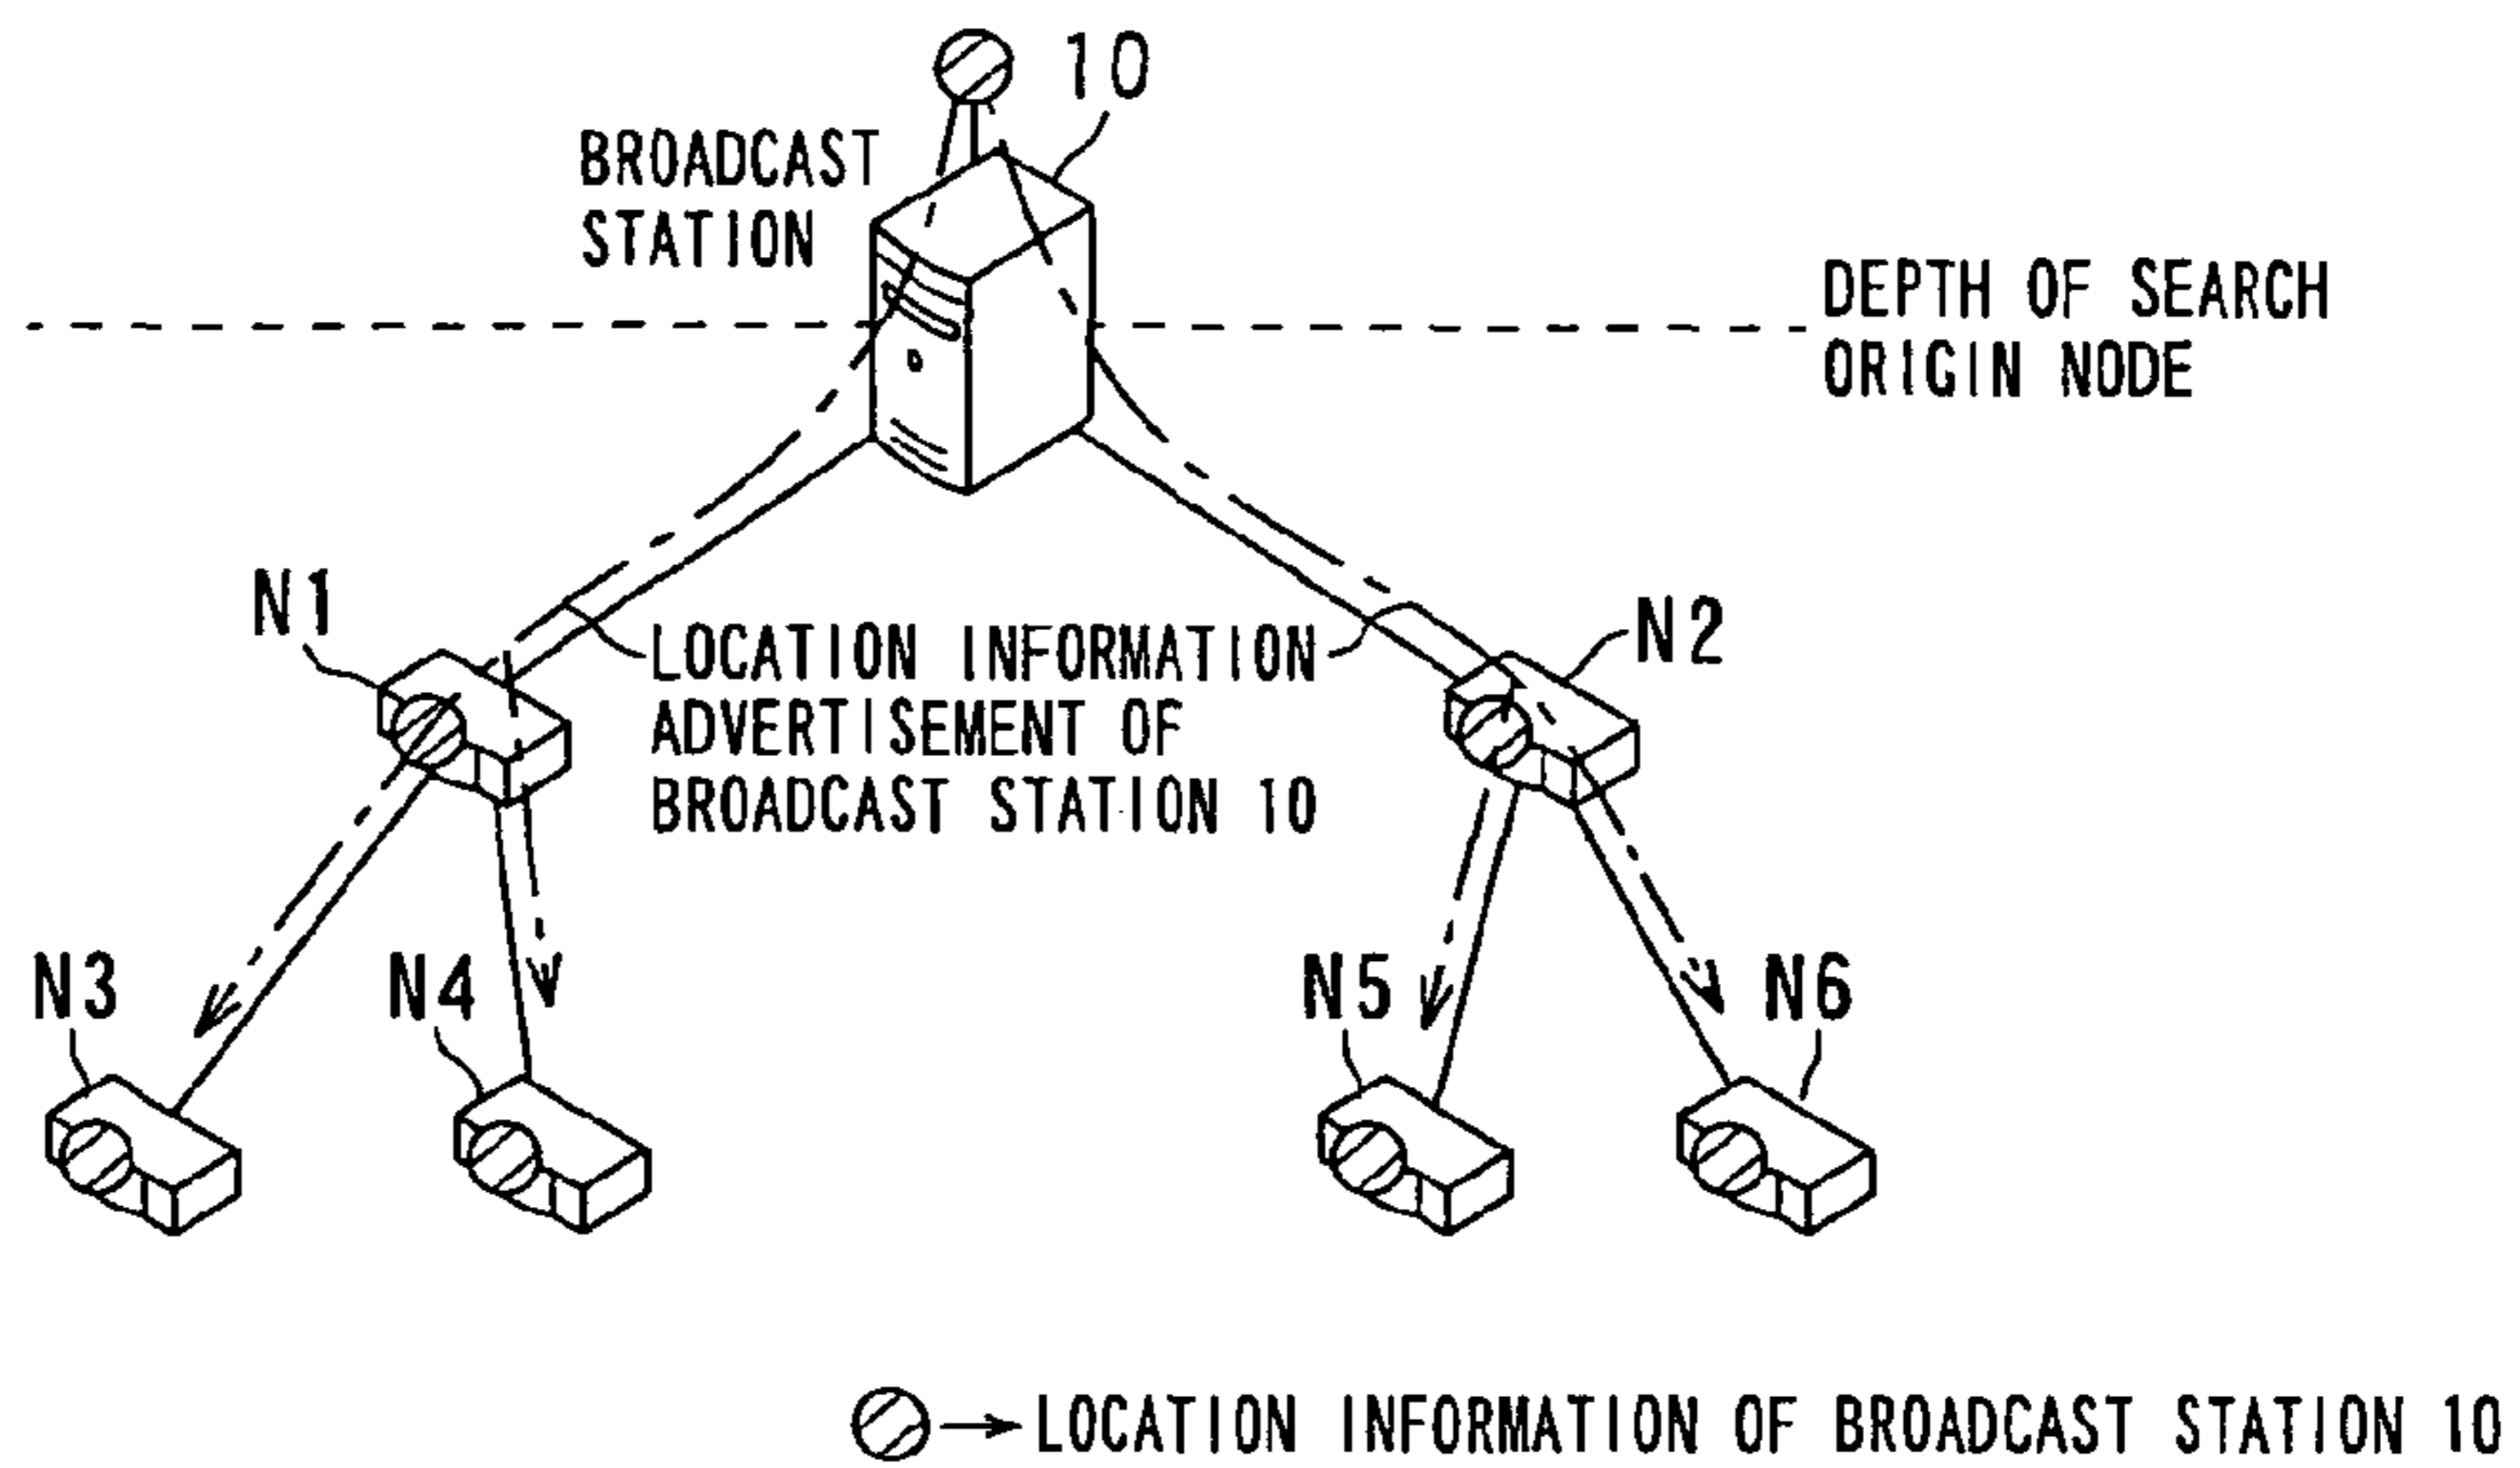 10
BROADCAST
STATION
DEPTH OF SEARCH
ORIGIN NODE
N1
LOCATION INFORMATION
ADVERTISEMENT OF
BROADCAST STATION 10
N2
N3
N4
N5
N6
LOCATION INFORMATION OF BROADCAST STATION 10